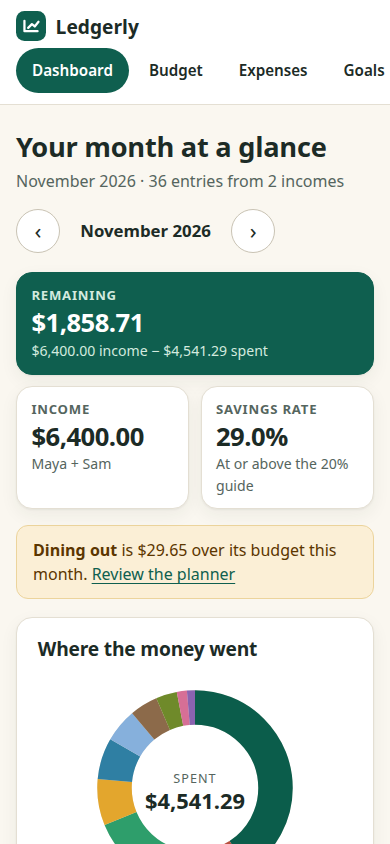 Ledgerly
Dashboard Budget Expenses Goals
Your month at a glance
November 2026 · 36 entries from 2 incomes
‹ November 2026 ›
REMAINING
$1,858.71
$6,400.00 income − $4,541.29 spent
INCOME
$6,400.00
Maya + Sam
SAVINGS RATE
29.0%
At or above the 20%
guide
Dining out is $29.65 over its budget this
month. Review the planner
Where the money went
SPENT
$4,541.29